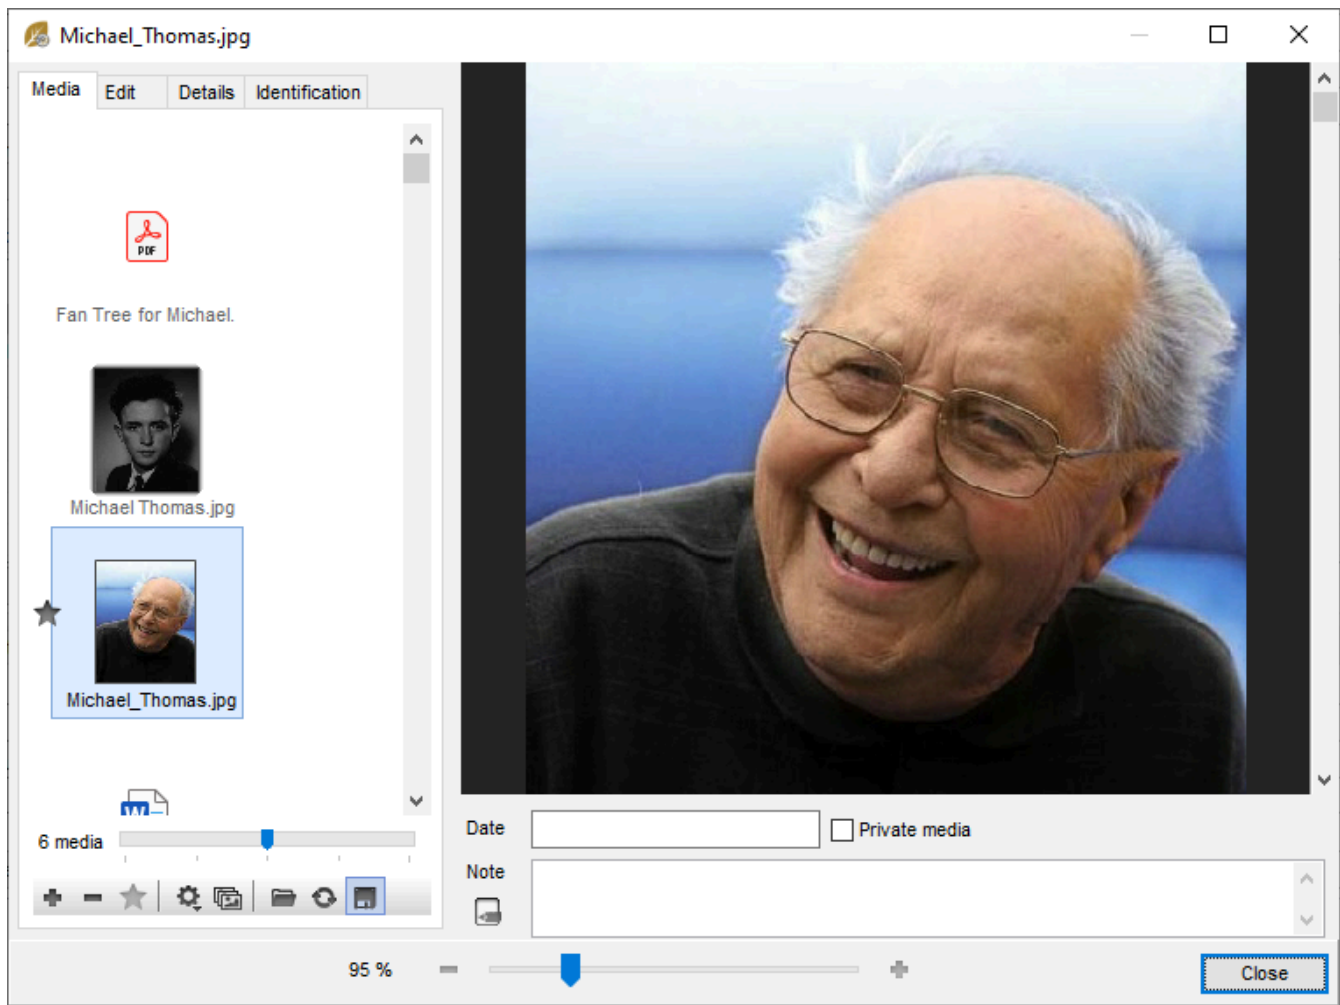 Michael_Thomas.jpg
Media Edit Details Identification
PDF
Fan Tree for Michael.
Michael Thomas.jpg
Michael_Thomas.jpg
W
6 media
Date
Private media
Note
95 %
Close